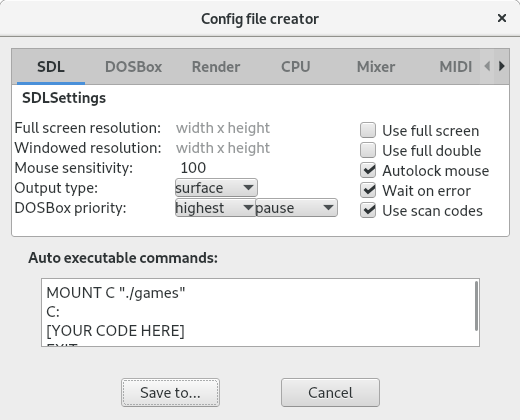 Config file creator
SDL DOSBox Render CPU Mixer MIDI
SDLSettings
Full screen resolution: width x height
Windowed resolution: width x height
Mouse sensitivity: 100
Output type: surface
DOSBox priority: highest pause
Use full screen
Use full double
Autolock mouse
Wait on error
Use scan codes
Auto executable commands:
MOUNT C "./games"
C:
[YOUR CODE HERE]
EXIT
Save to... Cancel